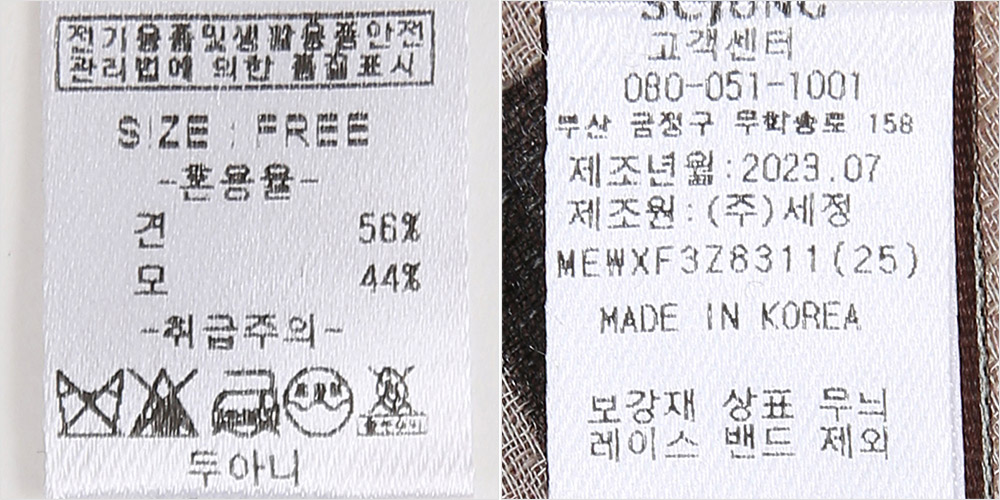 전기용품및생활용품안전
관리법에 의한 품질표시
SIZE : FREE
-혼용율-
견 56%
모 44%
-취급주의-
두아니
SEJUNG
고객센터
080-051-1001
부산 금정구 무학송로 158
제조년월:2023.07
제조원:(주)세정
MEWXF3Z8311(25)
MADE IN KOREA
보강재 상표 무늬
레이스 밴드 제외